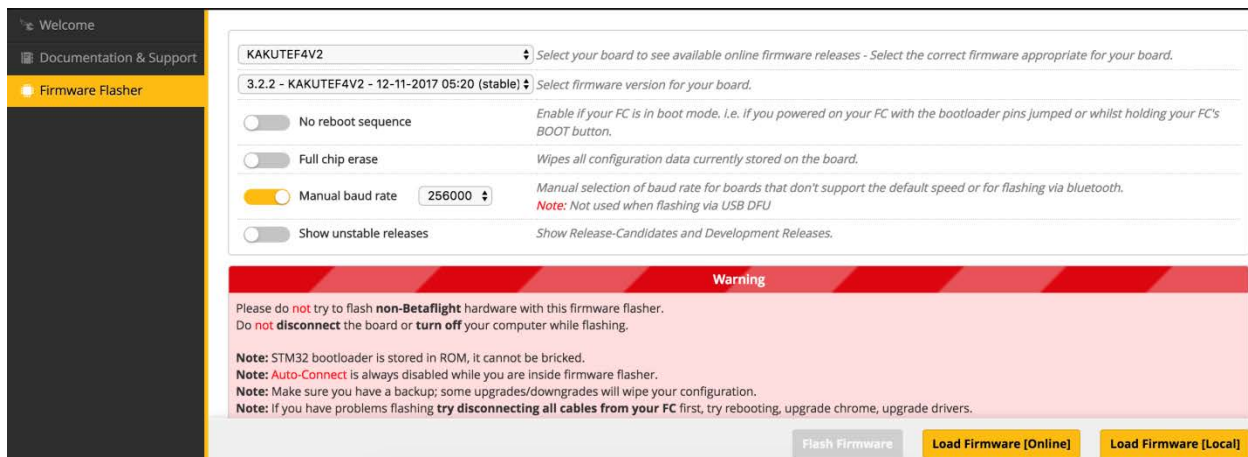 Welcome
Documentation & Support
Firmware Flasher
KAKUTEF4V2
Select your board to see available online firmware releases - Select the correct firmware appropriate for your board.
3.2.2 - KAKUTEF4V2 - 12-11-2017 05:20 (stable)
Select firmware version for your board.
No reboot sequence
Enable if your FC is in boot mode. i.e. if you powered on your FC with the bootloader pins jumped or whilst holding your FC's
BOOT button.
Full chip erase
Wipes all configuration data currently stored on the board.
Manual baud rate
256000
Manual selection of baud rate for boards that don't support the default speed or for flashing via bluetooth.
Note: Not used when flashing via USB DFU
Show unstable releases
Show Release-Candidates and Development Releases.
Warning
Please do not try to flash non-Betaflight hardware with this firmware flasher.
Do not disconnect the board or turn off your computer while flashing.
Note: STM32 bootloader is stored in ROM, it cannot be bricked.
Note: Auto-Connect is always disabled while you are inside firmware flasher.
Note: Make sure you have a backup; some upgrades/downgrades will wipe your configuration.
Note: If you have problems flashing try disconnecting all cables from your FC first, try rebooting, upgrade chrome, upgrade drivers.
Flash Firmware
Load Firmware [Online]
Load Firmware [Local]